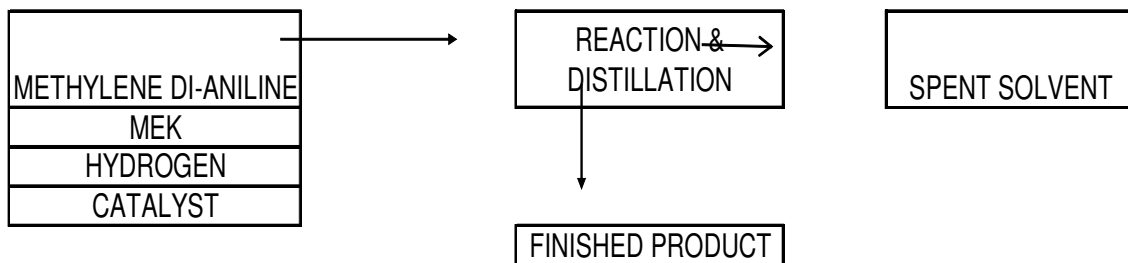 METHYLENE DI-ANILINE
MEK
HYDROGEN
CATALYST
REACTION &
DISTILLATION
SPENT SOLVENT
FINISHED PRODUCT